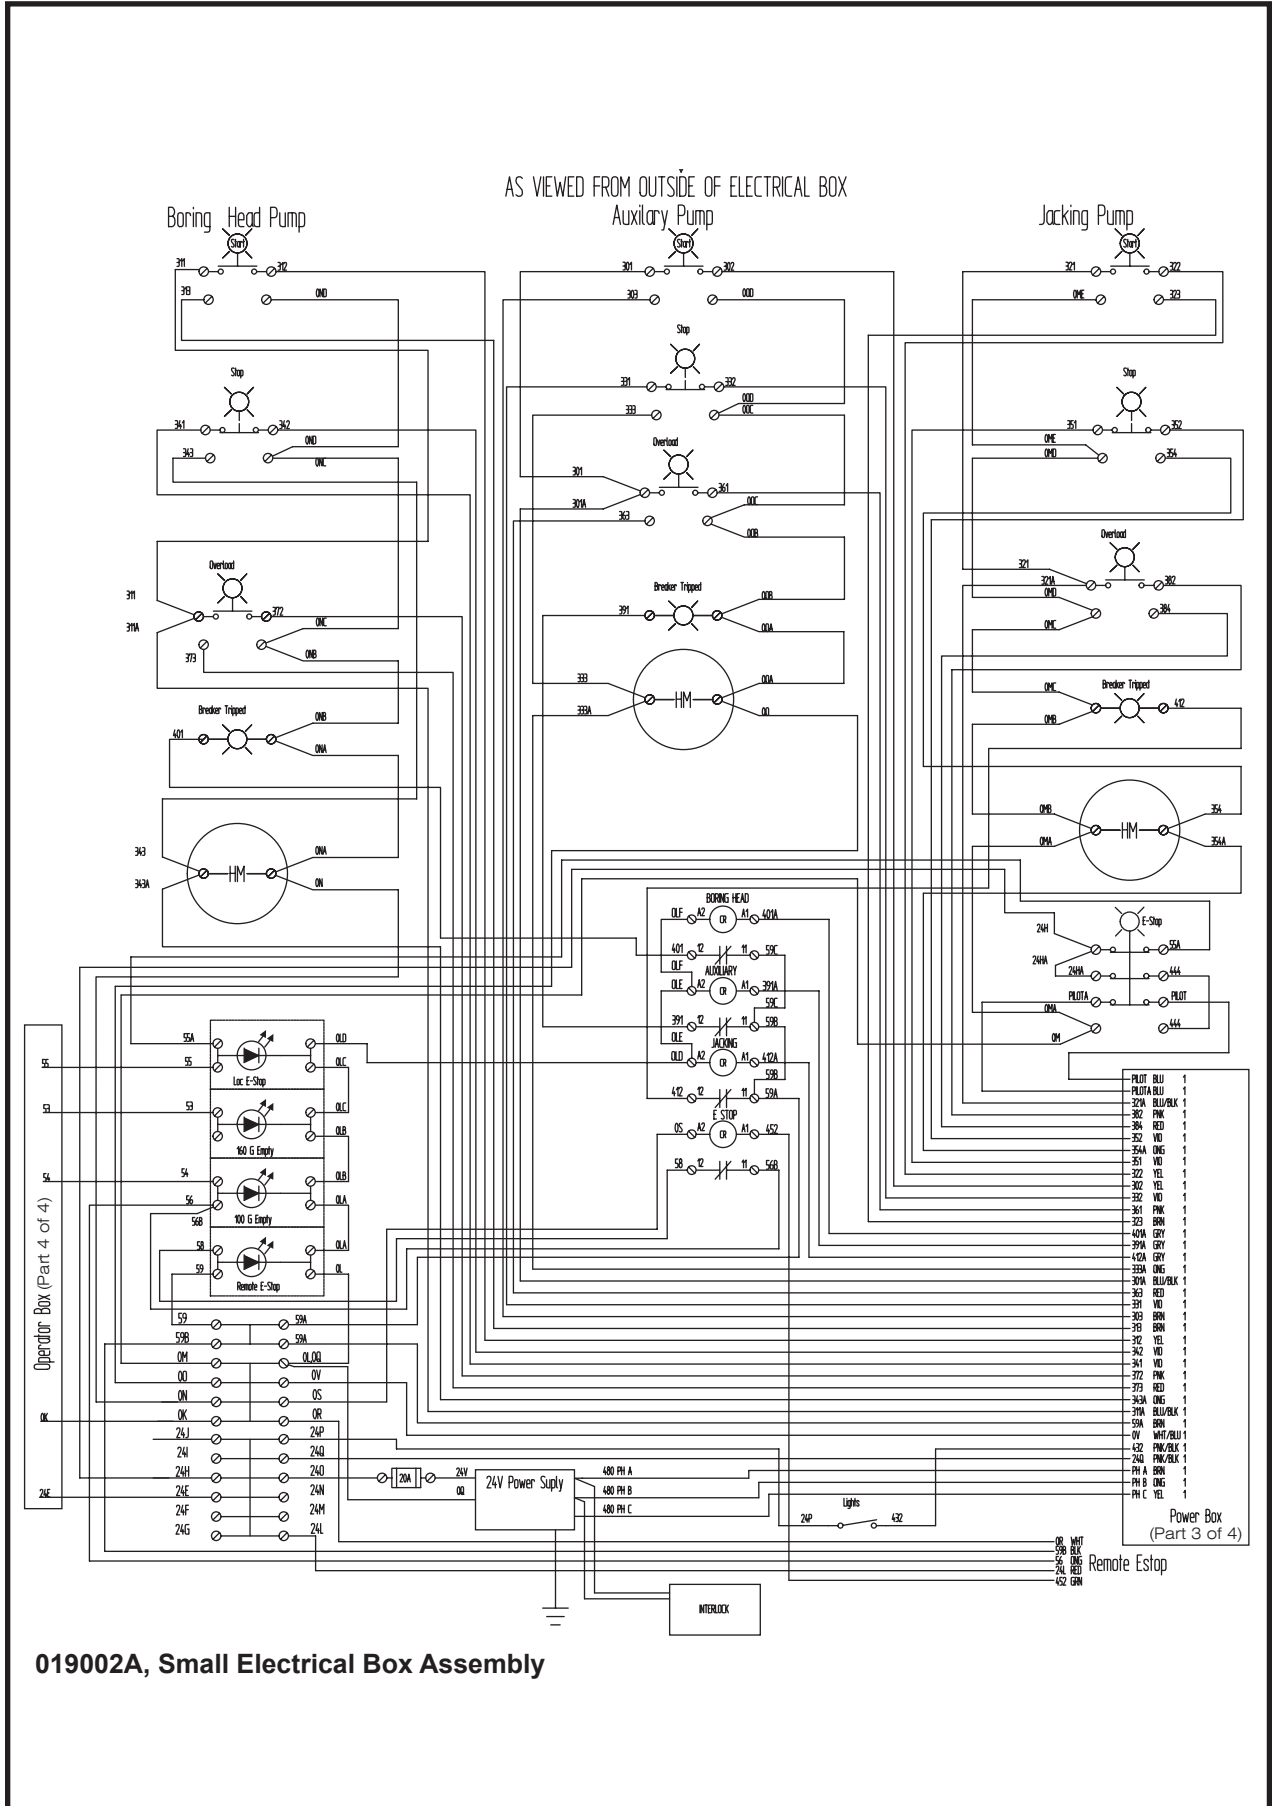 AS VIEWED FROM OUTSIDE OF ELECTRICAL BOX
Boring Head Pump
Auxilary Pump
Jacking Pump
Start
Start
Start
311
312
301
302
321
322
313
0ND
303
00D
0ME
323
Stop
331
332
Stop
Stop
00D
333
00C
341
342
351
352
0ND
0ME
343
0NC
0MD
354
Overload
301
361
301A
00C
363
00B
Overload
Overload
321
321A
382
0MD
384
0MC
311
372
311A
0NC
0NB
373
Breaker Tripped
391
00B
00A
Breaker Tripped
0MC
412
0MB
Breaker Tripped
0NB
401
0NA
333
HM
00A
333A
00
0MB
354
HM
0MA
354A
343
0NA
HM
343A
0N
BORING HEAD
0LF
A2
CR
A1
401A
401
12
11
59C
0LF
AUXILIARY
0LE
A2
CR
A1
391A
59C
391
12
11
59B
0LE
JACKING
0LD
A2
CR
A1
412A
59B
412
12
11
59A
E STOP
0S
A2
CR
A1
452
58
12
11
56B
E-Stop
24H
55A
24HA
24HA
444
PILOTA
PILOT
0MA
444
0M
55A
0LD
55
55
0LC
Loc E-Stop
53
53
0LC
0LB
160 G Empty
54
54
0LB
56
0LA
56B
100 G Empty
58
0LA
59
0L
Remote E-Stop
Operator Box (Part 4 of 4)
0K
24E
59
59A
59B
59A
0M
0L,0Q
00
0V
0N
0S
0K
0R
24J
24P
24I
24Q
24H
24O
24E
24N
24F
24M
24G
24L
20A
24V
0Q
24V Power Suply
480 PH A
480 PH B
480 PH C
Lights
24P
432
INTERLOCK
PILOT BLU 1
PILOTA BLU 1
321A BLU/BLK 1
382 PNK 1
384 RED 1
352 VIO 1
354A ONG 1
351 VIO 1
322 YEL 1
302 YEL 1
332 VIO 1
361 PNK 1
323 BRN 1
401A GRY 1
391A GRY 1
412A GRY 1
333A ONG 1
301A BLU/BLK 1
363 RED 1
331 VIO 1
303 BRN 1
313 BRN 1
312 YEL 1
342 VIO 1
341 VIO 1
372 PNK 1
373 RED 1
343A ONG 1
311A BLU/BLK 1
59A BRN 1
0V WHT/BLU 1
432 PNK/BLK 1
24Q PNK/BLK 1
PH A BRN 1
PH B ONG 1
PH C YEL 1
Power Box
(Part 3 of 4)
0R WHT
59B BLK
56 ONG
24L RED
452 GRN
Remote Estop
019002A, Small Electrical Box Assembly